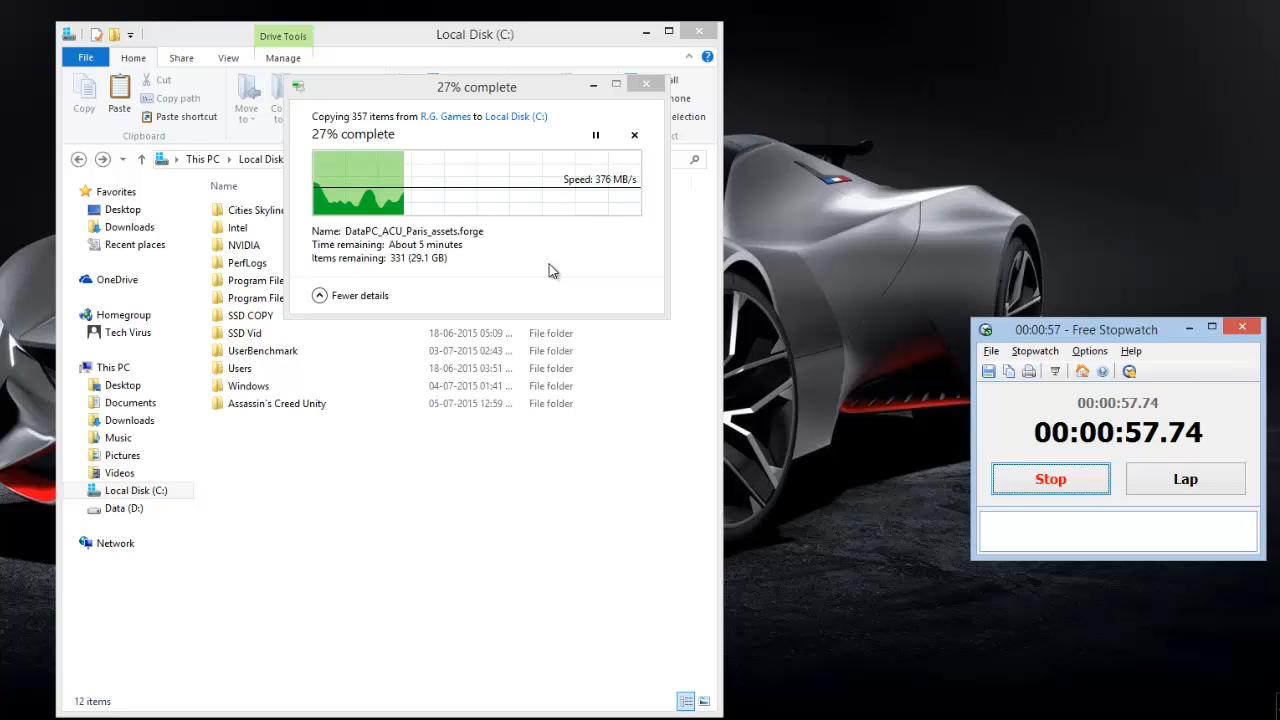 Drive Tools
Local Disk (C:)
File
Home
Share
View
Manage
Copy
Paste
Cut
Copy path
Paste shortcut
Move
to
Clipboard
27% complete
Copying 357 items from R.G. Games to Local Disk (C:)
27% complete
Speed: 376 MB/s
Name: DataPC_ACU_Paris_assets.forge
Time remaining: About 5 minutes
Items remaining: 331 (29.1 GB)
Fewer details
This PC
Local Disk
Favorites
Desktop
Downloads
Recent places
OneDrive
Homegroup
Tech Virus
This PC
Desktop
Documents
Downloads
Music
Pictures
Videos
Local Disk (C:)
Data (D:)
Network
Name
Cities Skyline
Intel
NVIDIA
PerfLogs
Program File
Program File
SSD COPY
SSD Vid 18-06-2015 05:09 ... File folder
UserBenchmark 03-07-2015 02:43 ... File folder
Users 18-06-2015 03:51 ... File folder
Windows 04-07-2015 01:41 ... File folder
Assassin`s Creed Unity 05-07-2015 12:59 ... File folder
12 items
00:00:57 - Free Stopwatch
File Stopwatch Options Help
00:00:57.74
00:00:57.74
Stop
Lap